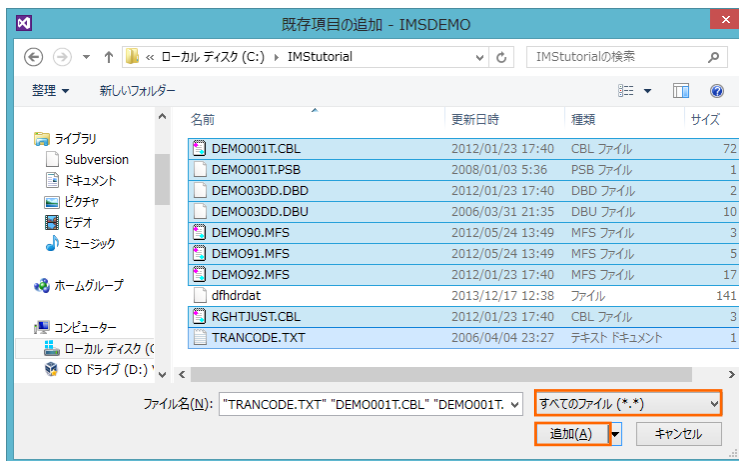 既存項目の追加 - IMSDEMO
« ローカル ディスク (C:) ▸ IMStutorial
IMStutorialの検索
整理 ▼ 新しいフォルダー
名前 更新日時 種類 サイズ
ライブラリ
Subversion
ドキュメント
ピクチャ
ビデオ
ミュージック
ホームグループ
コンピューター
ローカル ディスク (C
CD ドライブ (D:)
DEMO001T.CBL 2012/01/23 17:40 CBL ファイル 72
DEMO001T.PSB 2008/01/03 5:36 PSB ファイル 1
DEMO03DD.DBD 2012/01/23 17:40 DBD ファイル 2
DEMO03DD.DBU 2006/03/31 21:35 DBU ファイル 10
DEMO90.MFS 2012/05/24 13:49 MFS ファイル 3
DEMO91.MFS 2012/05/24 13:49 MFS ファイル 5
DEMO92.MFS 2012/01/23 17:40 MFS ファイル 17
dfhdrdat 2013/12/17 12:38 ファイル 141
RGHTJUST.CBL 2012/01/23 17:40 CBL ファイル 3
TRANCODE.TXT 2006/04/04 23:27 テキスト ドキュメント 1
ファイル名(N): "TRANCODE.TXT" "DEMO001T.CBL" "DEMO001T. すべてのファイル (*.*)
追加(A) キャンセル